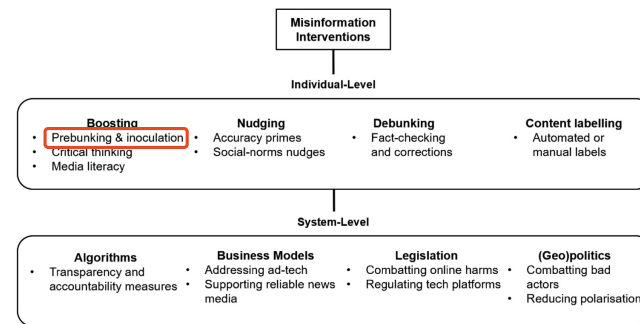 Misinformation
Interventions
Individual-Level
Boosting
• Prebunking & inoculation
• Critical thinking
• Media literacy
Nudging
• Accuracy primes
• Social-norms nudges
Debunking
• Fact-checking
and corrections
Content labelling
• Automated or
manual labels
System-Level
Algorithms
• Transparency and
accountability measures
Business Models
• Addressing ad-tech
• Supporting reliable news
media
Legislation
• Combatting online harms
• Regulating tech platforms
(Geo)politics
• Combatting bad
actors
• Reducing polarisation